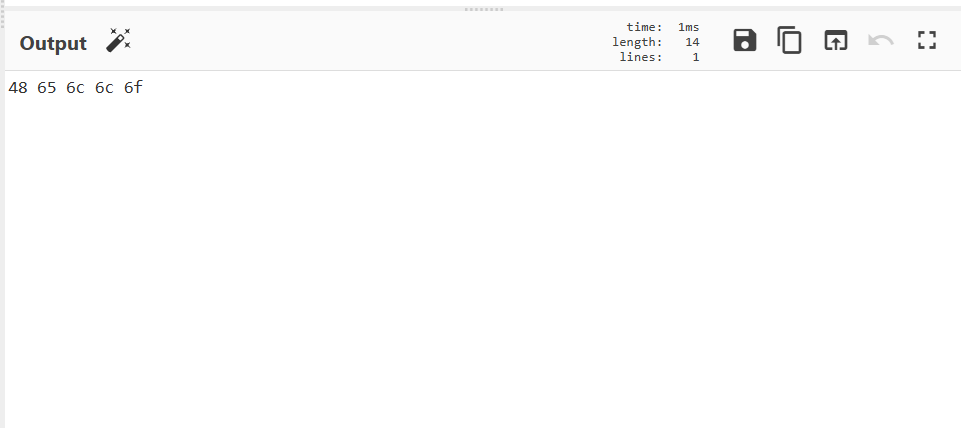 Output
time: 1ms
length: 14
lines: 1
48 65 6c 6c 6f